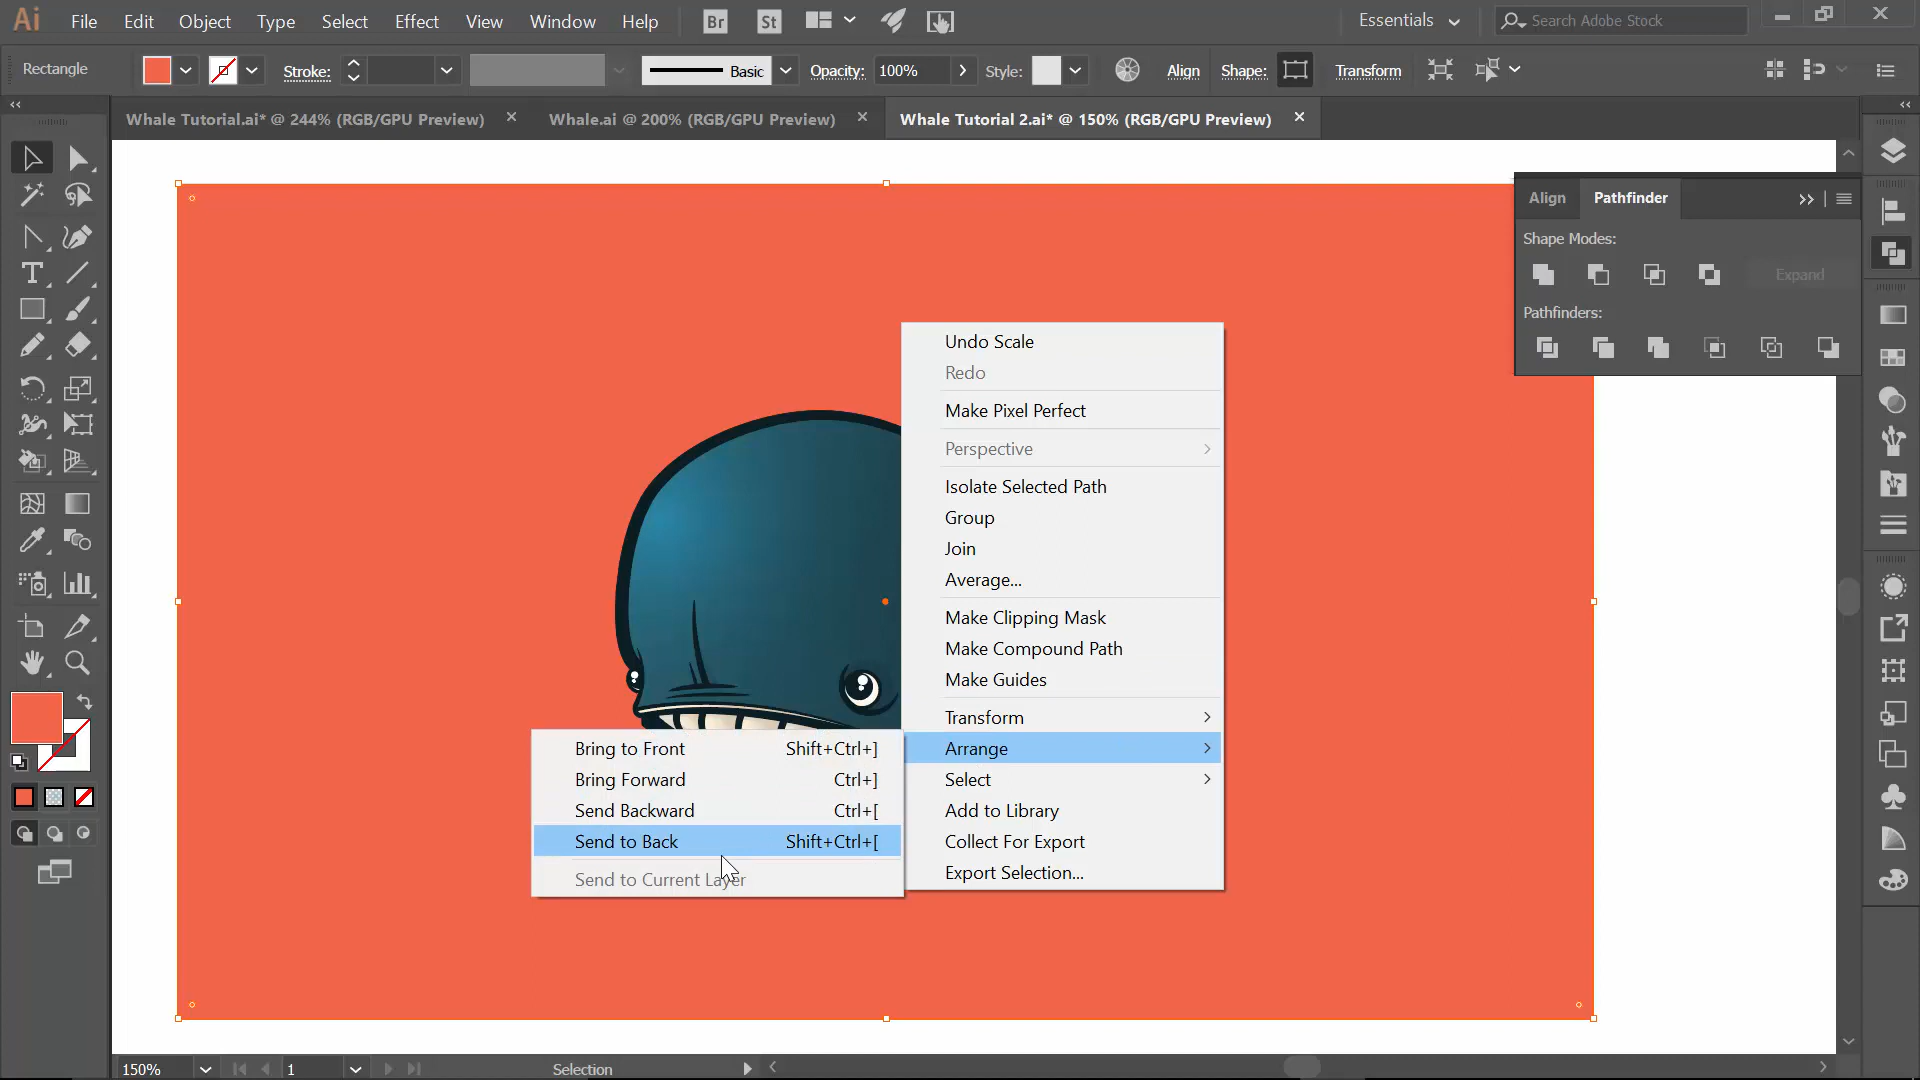 Ai File Edit Object Type Select Effect View Window Help Br St Essentials Search Adobe Stock
Rectangle Stroke: Basic Opacity: 100% Style: Align Shape: Transform
Whale Tutorial.ai* @ 244% (RGB/GPU Preview) Whale.ai @ 200% (RGB/GPU Preview) Whale Tutorial 2.ai* @ 150% (RGB/GPU Preview)
Align Pathfinder
Shape Modes:
Expand
Pathfinders:
Undo Scale
Redo
Make Pixel Perfect
Perspective
Isolate Selected Path
Group
Join
Average...
Make Clipping Mask
Make Compound Path
Make Guides
Transform
Arrange
Select
Add to Library
Collect For Export
Export Selection...
Bring to Front Shift+Ctrl+]
Bring Forward Ctrl+]
Send Backward Ctrl+[
Send to Back Shift+Ctrl+[
Send to Current Layer
150% 1 Selection